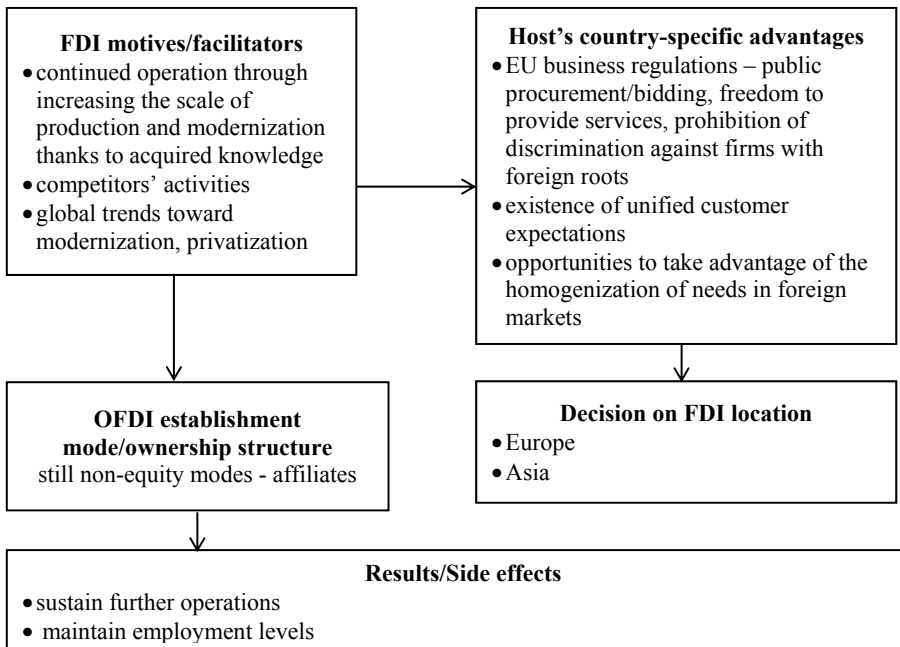 FDI motives/facilitators
• continued operation through
increasing the scale of
production and modernization
thanks to acquired knowledge
• competitors’ activities
• global trends toward
modernization, privatization
Host’s country-specific advantages
• EU business regulations – public
procurement/bidding, freedom to
provide services, prohibition of
discrimination against firms with
foreign roots
• existence of unified customer
expectations
• opportunities to take advantage of the
homogenization of needs in foreign
markets
OFDI establishment
mode/ownership structure
still non-equity modes - affiliates
Decision on FDI location
• Europe
• Asia
Results/Side effects
• sustain further operations
• maintain employment levels